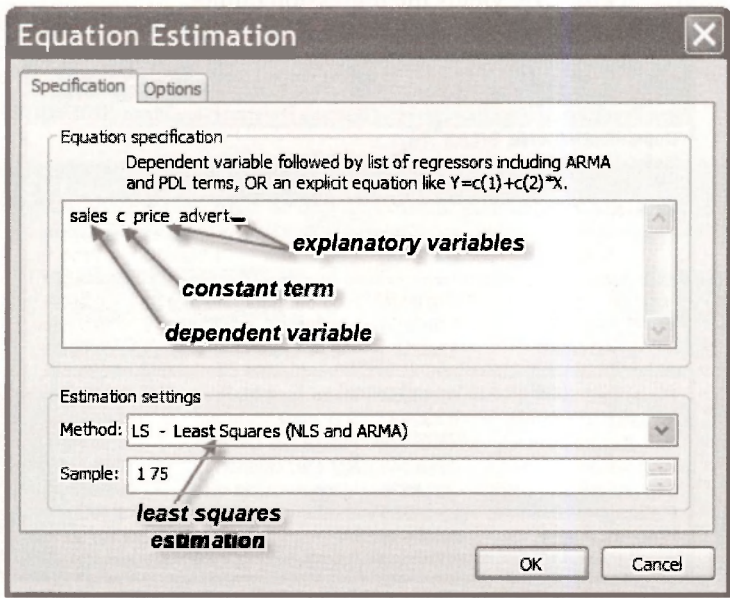 Equation Estimation
Specification Options
Equation specification
Dependent variable followed by list of regressors including ARMA
and PDL terms, OR an explicit equation like Y=c(1)+c(2)*X.
sales c price advert
explanatory variables
constant term
dependent variable
Estimation settings
Method: LS - Least Squares (NLS and ARMA)
Sample: 1 75
least squares
estimation
OK Cancel